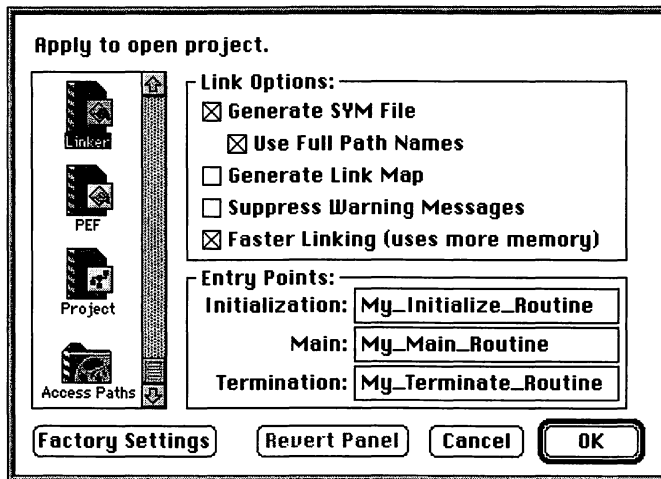 Apply to open project.
Linker
PEF
Project
Access Paths
Link Options:
Generate SYM File
Use Full Path Names
Generate Link Map
Suppress Warning Messages
Faster Linking (uses more memory)
Entry Points:
Initialization: My_Initialize_Routine
Main: My_Main_Routine
Termination: My_Terminate_Routine
Factory Settings Revert Panel Cancel OK